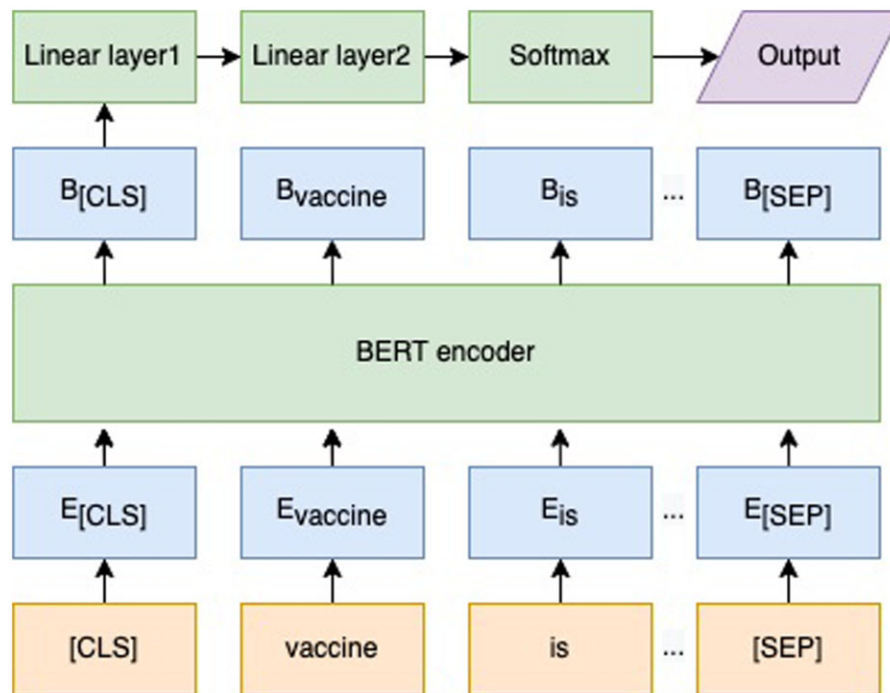 Linear layer1 Linear layer2 Softmax Output
B[CLS] Bvaccine Bis ... B[SEP]
BERT encoder
E[CLS] Evaccine Eis ... E[SEP]
[CLS] vaccine is ... [SEP]